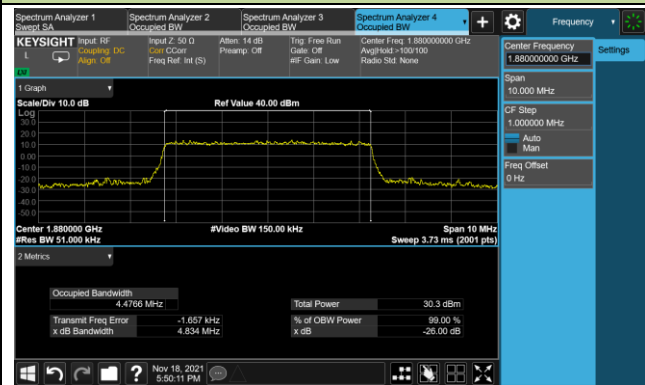 Spectrum Analyzer 1
Swept SA
Spectrum Analyzer 2
Occupied BW
Spectrum Analyzer 3
Occupied BW
Spectrum Analyzer 4
Occupied BW
Frequency
KEYSIGHT
L
Input: RF
Coupling: DC
Align: Off
Input Z: 50 Ω
Corr CCorr
Freq Ref: Int (S)
Atten: 14 dB
Preamp: Off
Trig: Free Run
Gate: Off
#IF Gain: Low
Center Freq: 1.880000000 GHz
Avg|Hold:>100/100
Radio Std: None
Center Frequency
1.880000000 GHz
Settings
Span
10.000 MHz
CF Step
1.000000 MHz
Auto
Man
Freq Offset
0 Hz
1 Graph
Scale/Div 10.0 dB
Ref Value 40.00 dBm
Log
30.0
20.0
10.0
0.00
-10.0
-20.0
-30.0
-40.0
-50.0
Center 1.880000 GHz
#Video BW 150.00 kHz
Span 10 MHz
#Res BW 51.000 kHz
Sweep 3.73 ms (2001 pts)
2 Metrics
Occupied Bandwidth
4.4766 MHz
Total Power 30.3 dBm
Transmit Freq Error -1.657 kHz
% of OBW Power 99.00 %
x dB Bandwidth 4.834 MHz
x dB -26.00 dB
Nov 18, 2021
5:50:11 PM